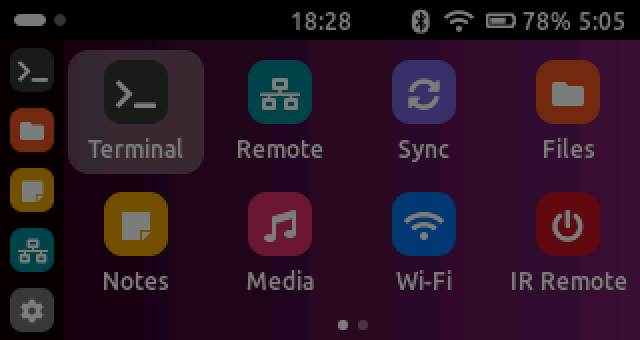 18:28 78% 5:05
Terminal Remote Sync Files
Notes Media Wi-Fi IR Remote